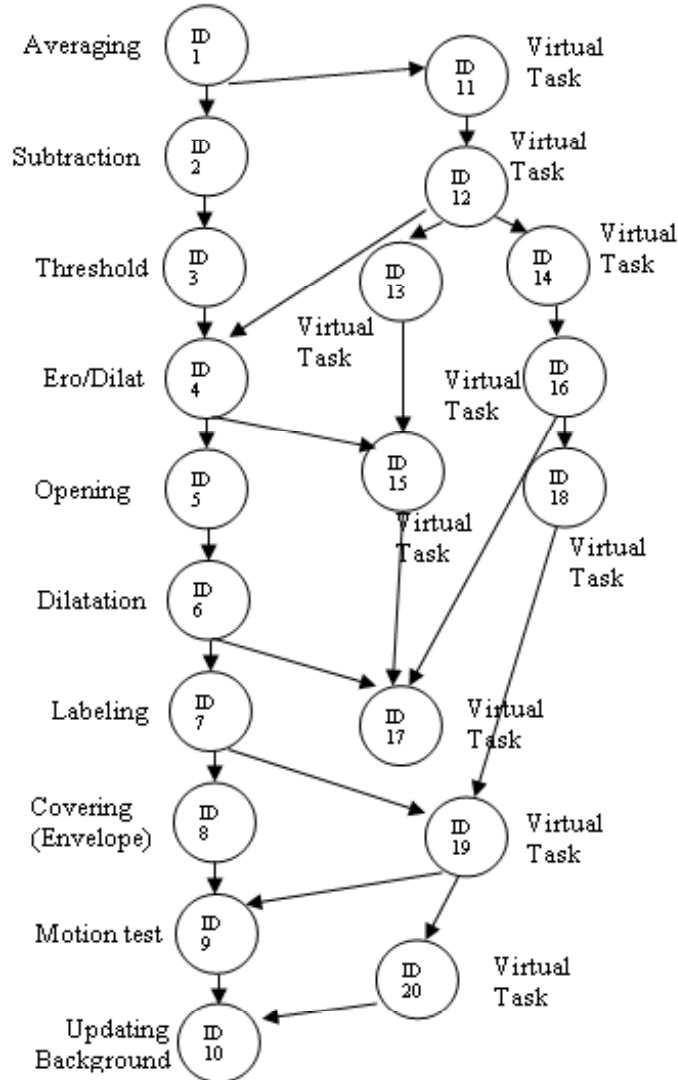 Averaging
ID
1
Virtual
Task
ID
11
Subtraction
ID
2
Virtual
Task
ID
12
Threshold
ID
3
ID
13
Virtual
Task
ID
14
Virtual
Task
Ero/Dilat
ID
4
Virtual
Task
ID
16
Opening
ID
5
ID
15
Virtual
Task
ID
18
Virtual
Task
Dilatation
ID
6
Labeling
ID
7
ID
17
Virtual
Task
Covering
(Envelope)
ID
8
ID
19
Virtual
Task
Motion test
ID
9
ID
20
Virtual
Task
Updating
Background
ID
10